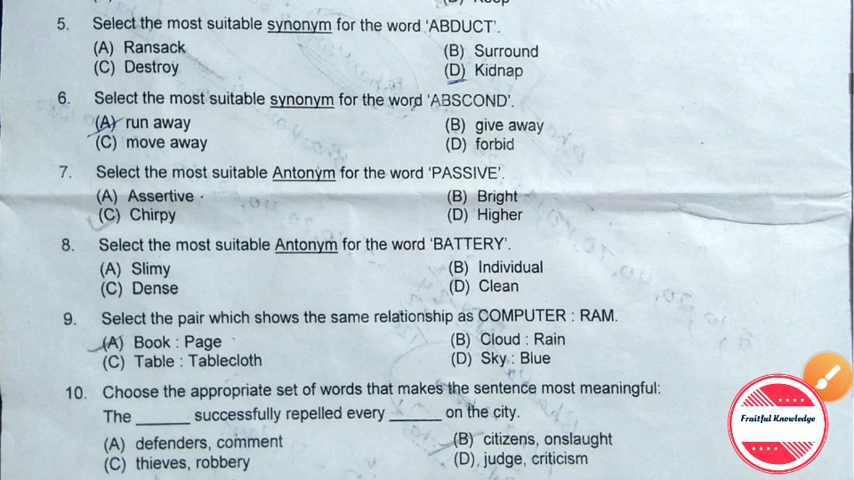 (D) Keep
5. Select the most suitable synonym for the word ‘ABDUCT’.
(A) Ransack (B) Surround
(C) Destroy (D) Kidnap
6. Select the most suitable synonym for the word ‘ABSCOND’.
(A) run away (B) give away
(C) move away (D) forbid
7. Select the most suitable Antonym for the word ‘PASSIVE’.
(A) Assertive (B) Bright
(C) Chirpy (D) Higher
8. Select the most suitable Antonym for the word ‘BATTERY’.
(A) Slimy (B) Individual
(C) Dense (D) Clean
9. Select the pair which shows the same relationship as COMPUTER : RAM.
(A) Book : Page (B) Cloud : Rain
(C) Table : Tablecloth (D) Sky : Blue
10. Choose the appropriate set of words that makes the sentence most meaningful:
The ______ successfully repelled every ______ on the city.
(A) defenders, comment (B) citizens, onslaught
(C) thieves, robbery (D) judge, criticism
Fruitful Knowledge